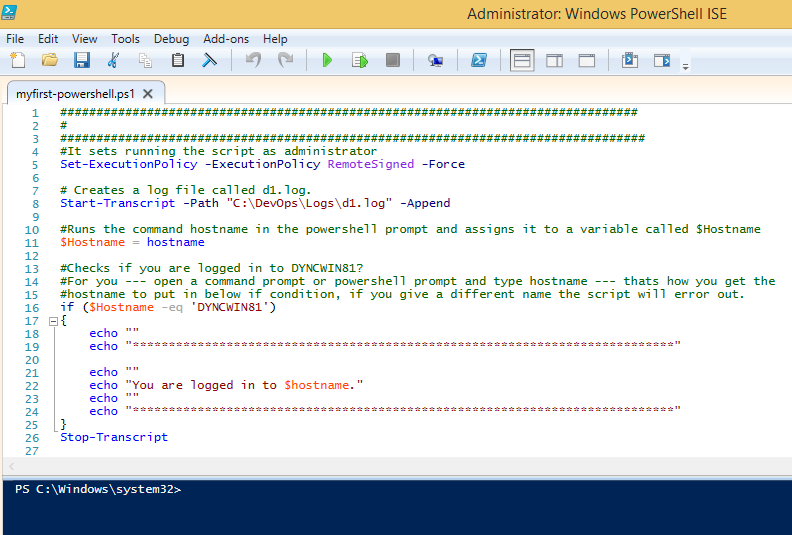 Administrator: Windows PowerShell ISE
File Edit View Tools Debug Add-ons Help
myfirst-powershell.ps1
1 ################################################################################
2 #
3 #################################################################################
4 #It sets running the script as administrator
5 Set-ExecutionPolicy -ExecutionPolicy RemoteSigned -Force
6
7 # Creates a log file called d1.log.
8 Start-Transcript -Path "C:\DevOps\Logs\d1.log" -Append
9
10 #Runs the command hostname in the powershell prompt and assigns it to a variable called $Hostname
11 $Hostname = hostname
12
13 #Checks if you are logged in to DYNCWIN81?
14 #For you --- open a command prompt or powershell prompt and type hostname --- thats how you get the
15 #hostname to put in below if condition, if you give a different name the script will error out.
16 if ($Hostname -eq 'DYNCWIN81')
17 {
18 echo ""
19 echo "***************************************************************************"
20
21 echo ""
22 echo "You are logged in to $hostname."
23 echo ""
24 echo "***************************************************************************"
25 }
26 Stop-Transcript
27
PS C:\Windows\system32>